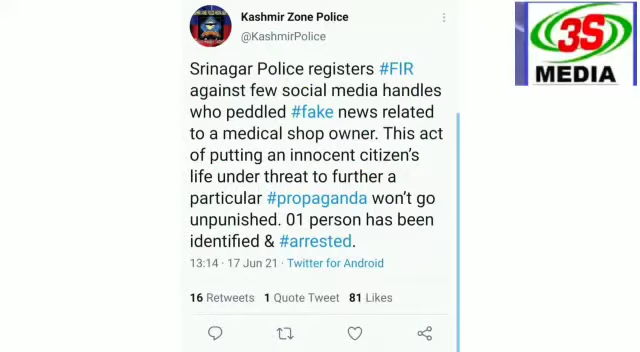 Kashmir Zone Police
@KashmirPolice
Srinagar Police registers #FIR
against few social media handles
who peddled #fake news related
to a medical shop owner. This act
of putting an innocent citizen's
life under threat to further a
particular #propaganda won't go
unpunished. 01 person has been
identified & #arrested.
13:14 · 17 Jun 21 · Twitter for Android
16 Retweets 1 Quote Tweet 81 Likes
3S
MEDIA